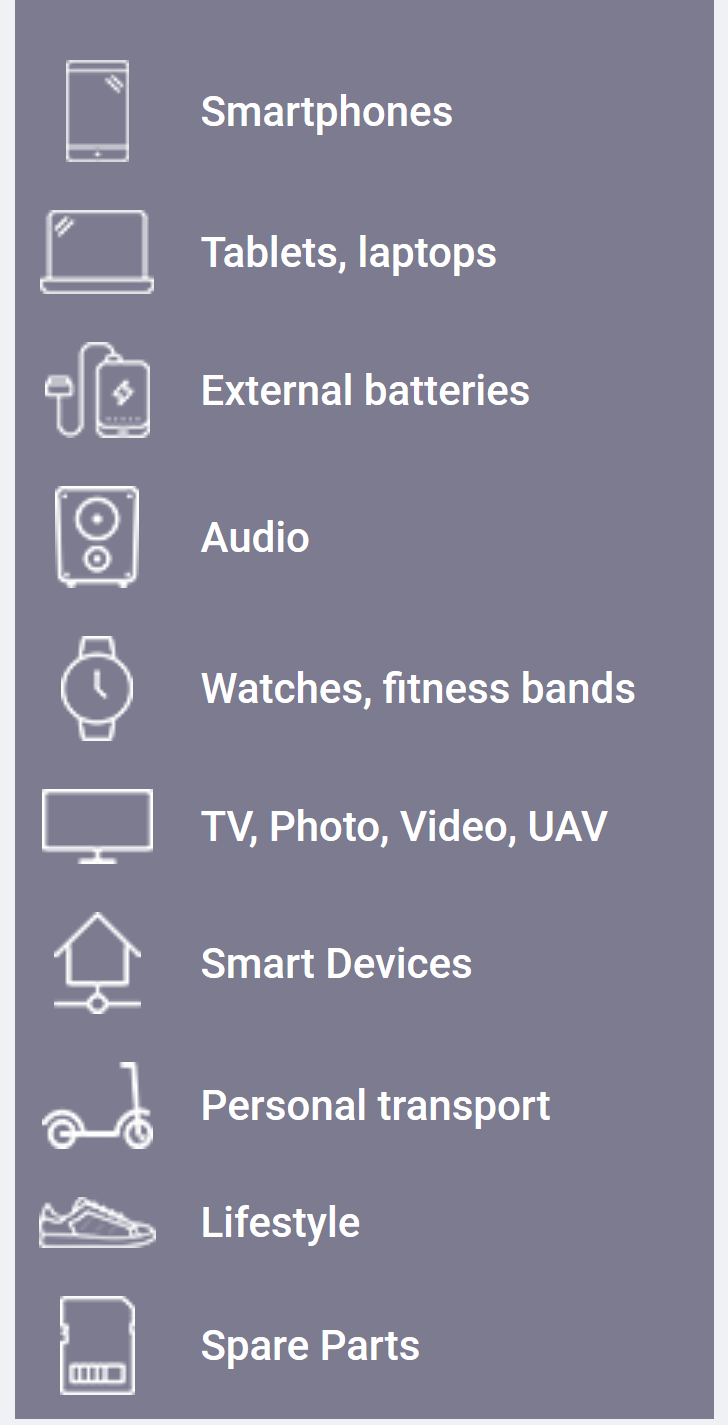 Smartphones
Tablets, laptops
External batteries
Audio
Watches, fitness bands
TV, Photo, Video, UAV
Smart Devices
Personal transport
Lifestyle
Spare Parts